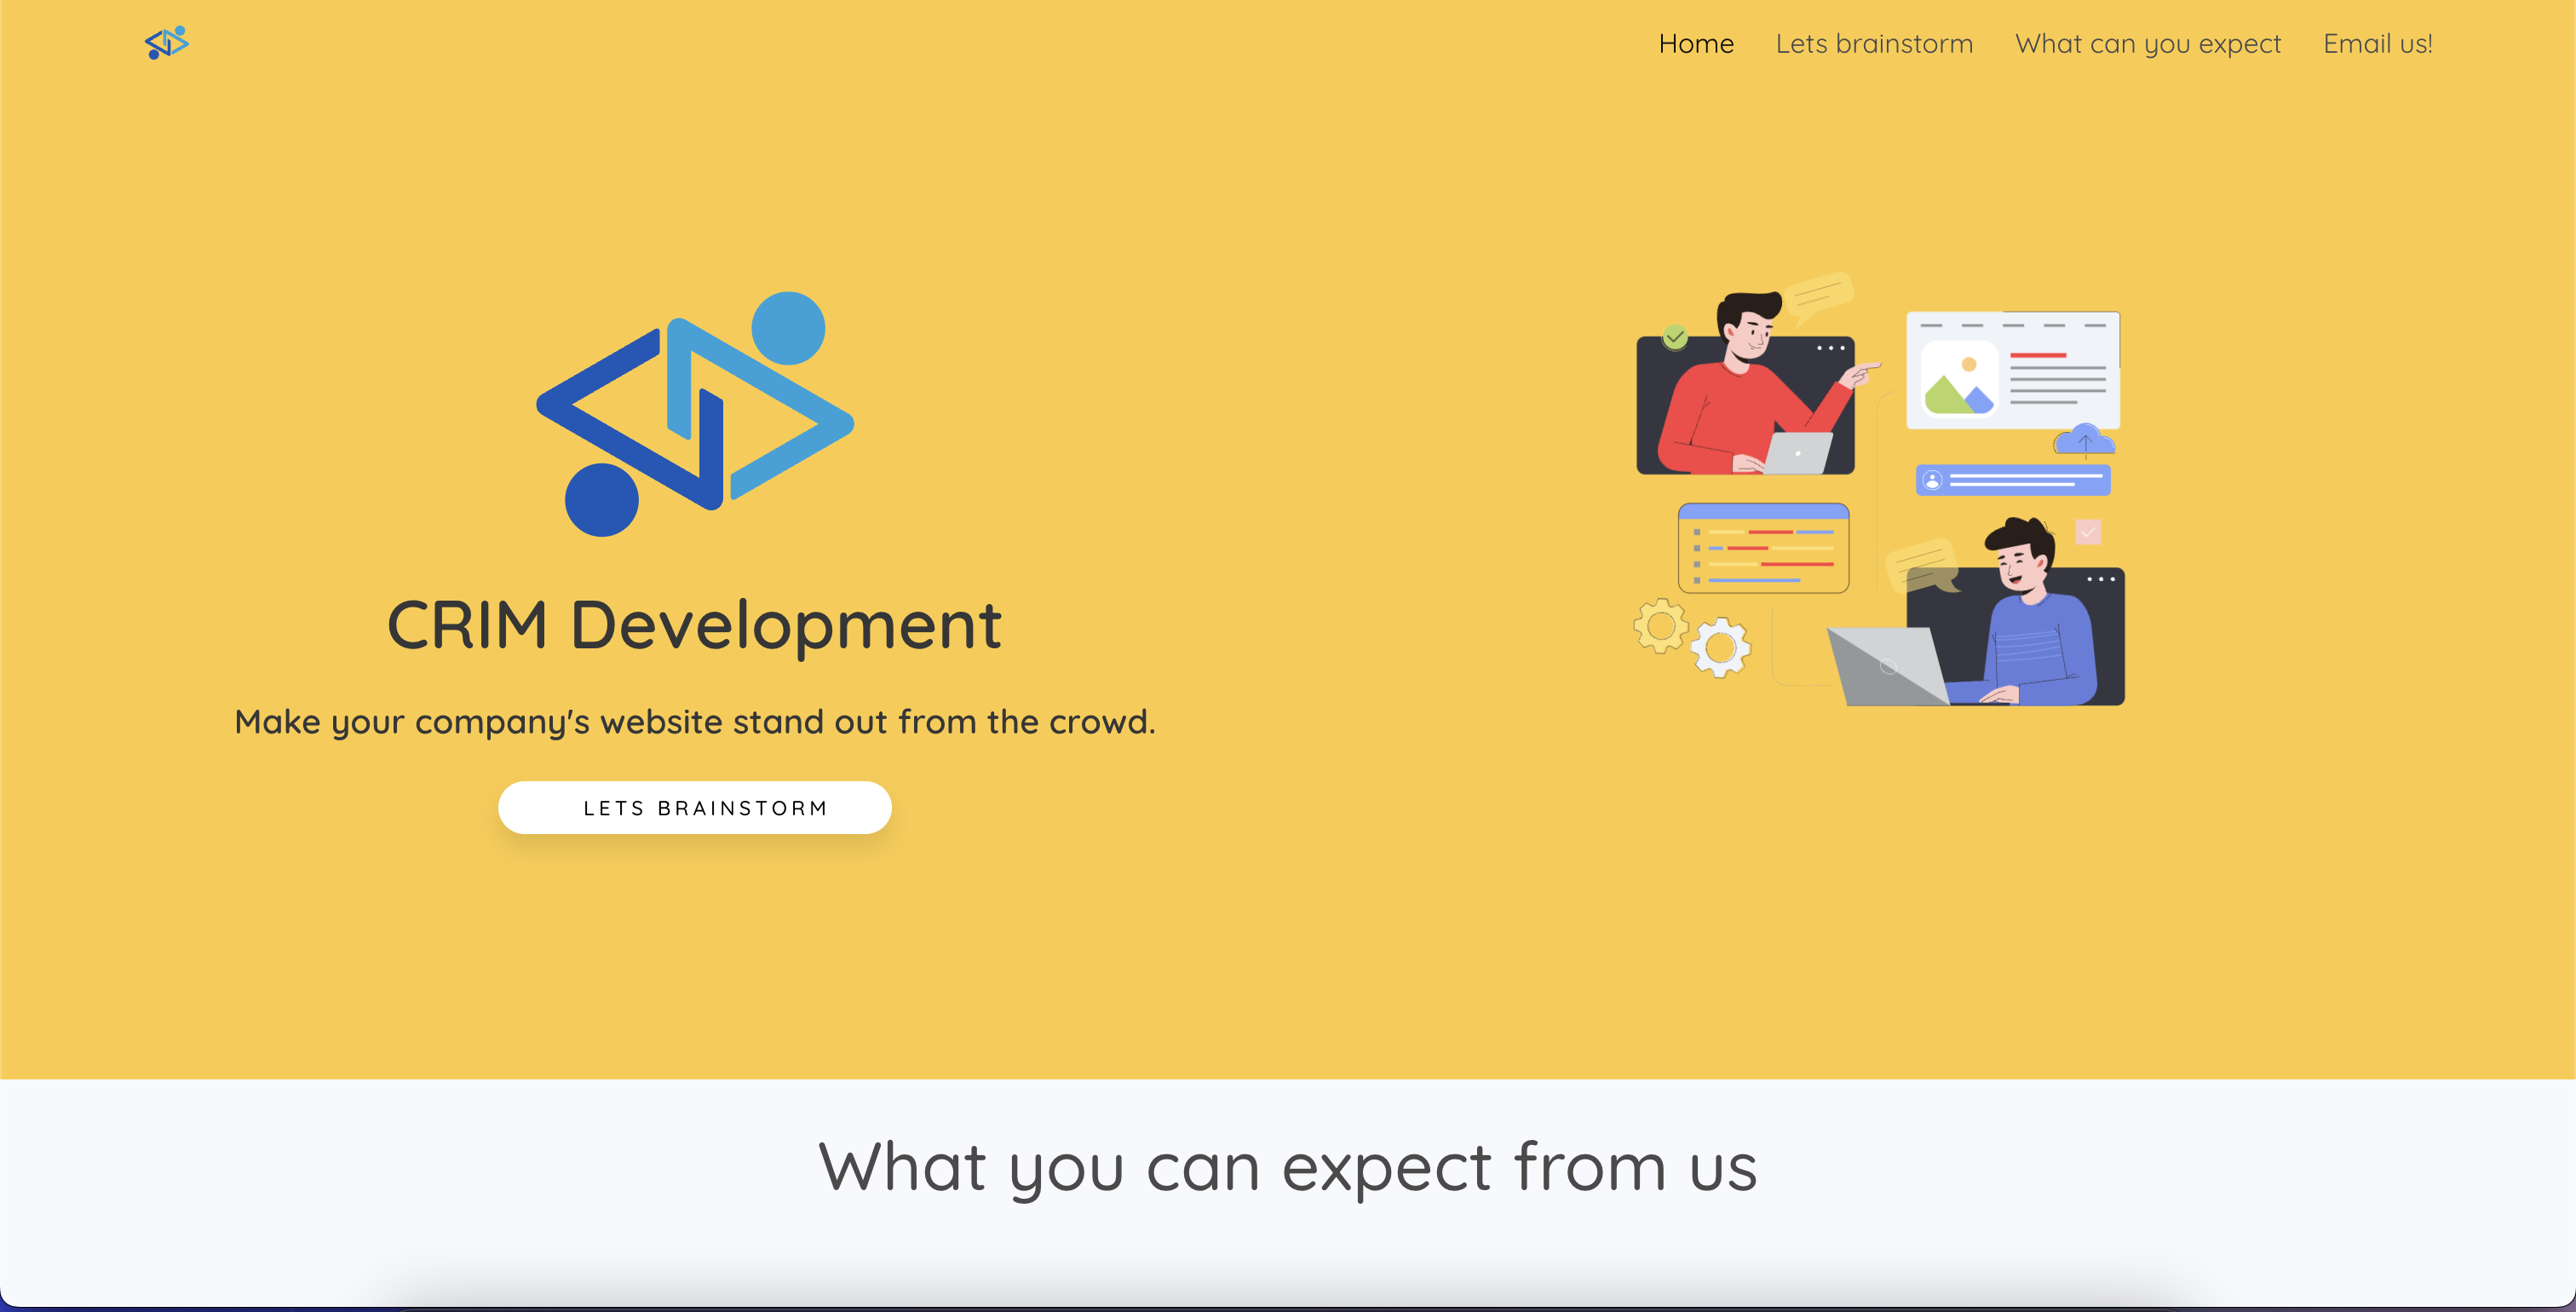 Home Lets brainstorm What can you expect Email us!
CRIM Development
Make your company's website stand out from the crowd.
LETS BRAINSTORM
What you can expect from us